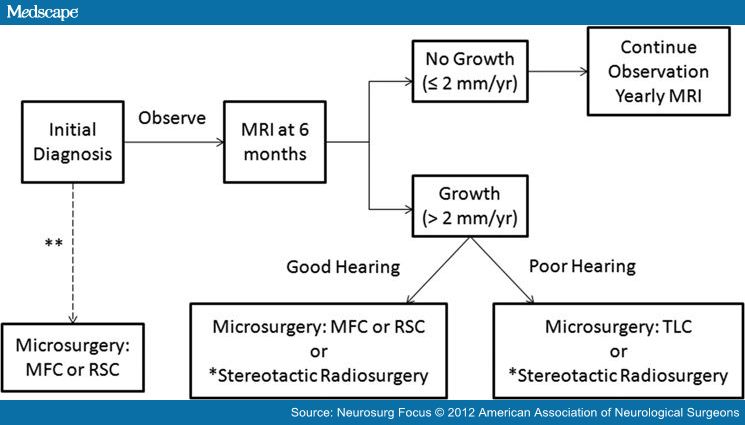 Medscape
Initial
Diagnosis
Observe
MRI at 6
months
No Growth
(≤ 2 mm/yr)
Continue
Observation
Yearly MRI
Growth
(> 2 mm/yr)
**
Good Hearing
Poor Hearing
Microsurgery:
MFC or RSC
Microsurgery: MFC or RSC
or
*Stereotactic Radiosurgery
Microsurgery: TLC
or
*Stereotactic Radiosurgery
Source: Neurosurg Focus © 2012 American Association of Neurological Surgeons